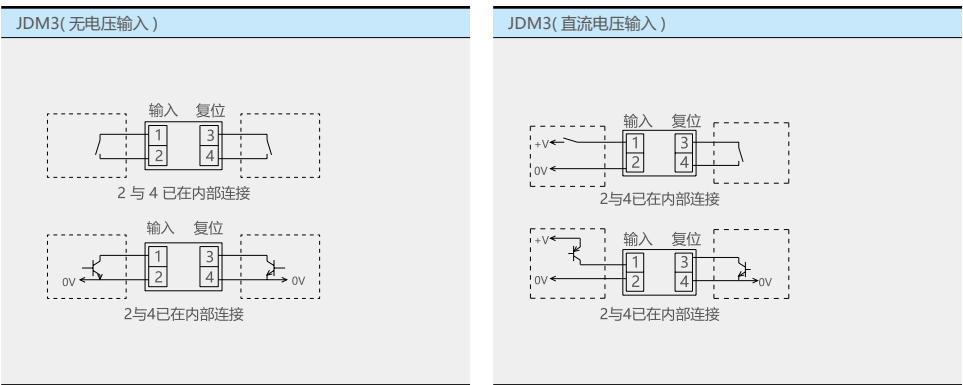 JDM3( 无电压输入 )
输入 复位
1 3
2 4
2 与 4 已在内部连接
输入 复位
1 3
2 4
0V 0V
2与4已在内部连接
JDM3( 直流电压输入 )
输入 复位
+V 1 3
0V 2 4
2与4已在内部连接
+V 输入 复位
1 3
0V 2 4 0V
2与4已在内部连接